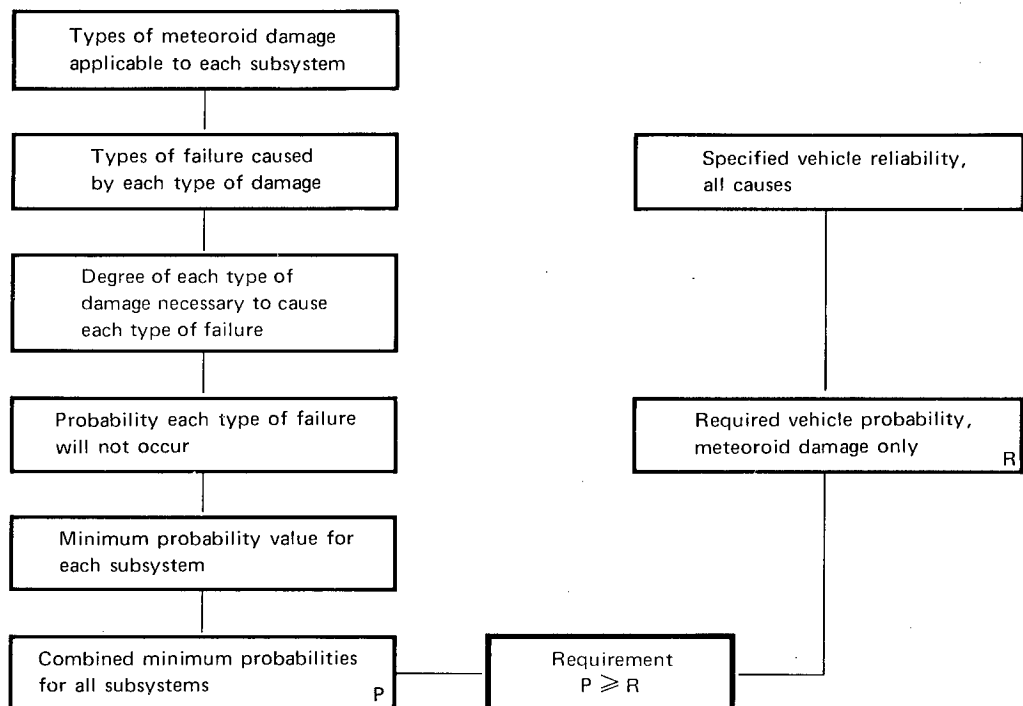 Types of meteoroid damage
applicable to each subsystem
Types of failure caused
by each type of damage
Degree of each type of
damage necessary to cause
each type of failure
Probability each type of failure
will not occur
Minimum probability value for
each subsystem
Combined minimum probabilities
for all subsystems
P
Requirement
P ⩾ R
Specified vehicle reliability,
all causes
Required vehicle probability,
meteoroid damage only
R